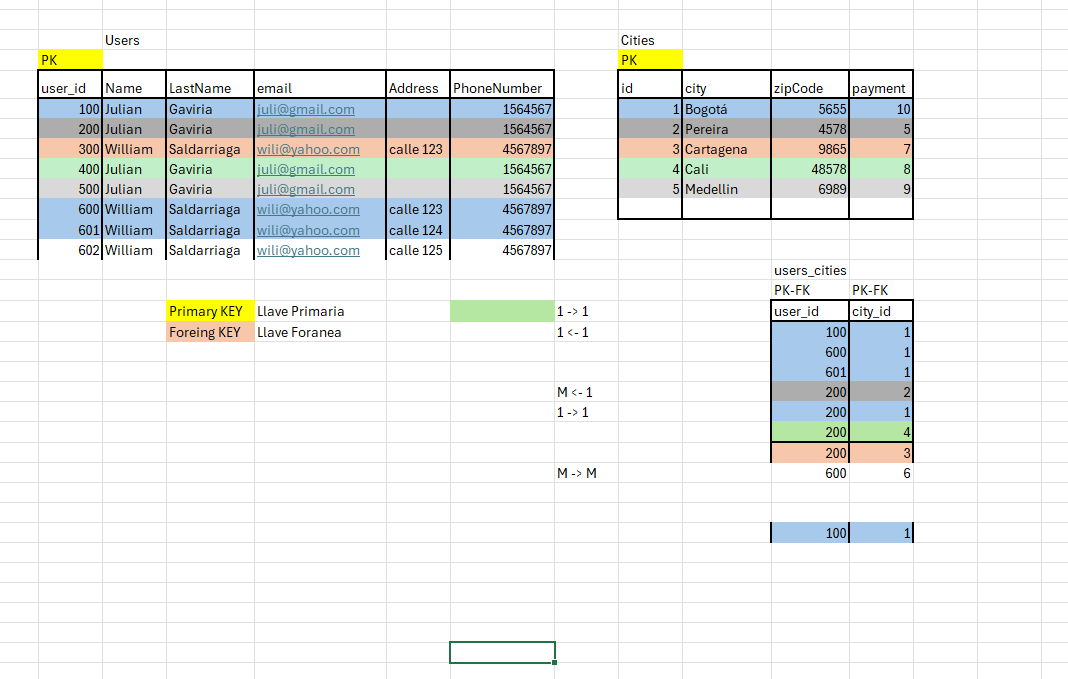 Users
PK
user_id Name LastName email Address PhoneNumber
100 Julian Gaviria juli@gmail.com 1564567
200 Julian Gaviria juli@gmail.com 1564567
300 William Saldarriaga wili@yahoo.com calle 123 4567897
400 Julian Gaviria juli@gmail.com 1564567
500 Julian Gaviria juli@gmail.com 1564567
600 William Saldarriaga wili@yahoo.com calle 123 4567897
601 William Saldarriaga wili@yahoo.com calle 124 4567897
602 William Saldarriaga wili@yahoo.com calle 125 4567897
Cities
PK
id city zipCode payment
1 Bogotá 5655 10
2 Pereira 4578 5
3 Cartagena 9865 7
4 Cali 48578 8
5 Medellin 6989 9
Primary KEY Llave Primaria
Foreing KEY Llave Foranea
1 -> 1
1 <- 1
M <- 1
1 -> 1
M -> M
users_cities
PK-FK PK-FK
user_id city_id
100 1
600 1
601 1
200 2
200 1
200 4
200 3
600 6
100 1